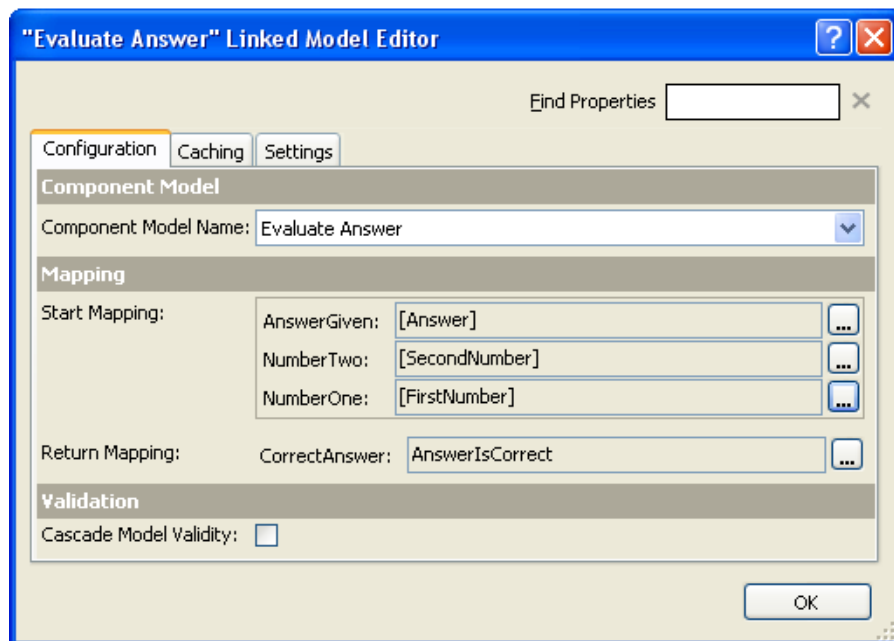 "Evaluate Answer" Linked Model Editor
Find Properties
Configuration Caching Settings
Component Model
Component Model Name: Evaluate Answer
Mapping
Start Mapping: AnswerGiven: [Answer] ...
NumberTwo: [SecondNumber] ...
NumberOne: [FirstNumber] ...
Return Mapping: CorrectAnswer: AnswerIsCorrect ...
Validation
Cascade Model Validity:
OK